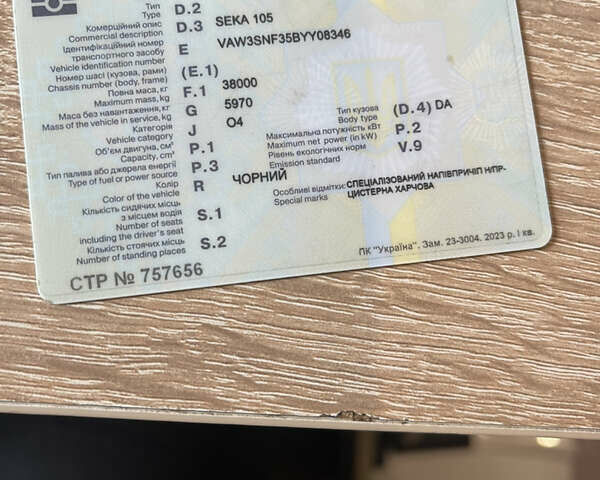 Тип D.2
Type
Комерційний опис D.3 SEKA 105
Commercial description
Ідентифікаційний номер
транспортного засобу E VAW3SNF35BYY08346
Vehicle identification number
Номер шасі (кузова, рами) (E.1)
Chassis number (body, frame)
Повна маса, кг F.1 38000
Maximum mass, kg
Маса без навантаження, кг G 5970
Mass of the vehicle in service, kg
Категорія J O4
Vehicle category
Об'єм двигуна, см³ P.1
Capacity, cm³
Тип палива або джерела енергії P.3
Type of fuel or power source
Колір R ЧОРНИЙ
Color of the vehicle
Кількість сидячих місць
з місцем водія S.1
Number of seats
including the driver's seat
Кількість стоячих місць S.2
Number of standing places
Тип кузова (D.4) DA
Body type
Максимальна потужність кВт P.2
Maximum net power (in kW)
Рівень екологічних норм V.9
Emission standard
Особливі відмітки: СПЕЦІАЛІЗОВАНИЙ НАПІВПРИЧІП Н/ПР-
Special marks ЦИСТЕРНА ХАРЧОВА
СТР № 757656
ПК "Україна". Зам. 23-3004. 2023 р. І кв.